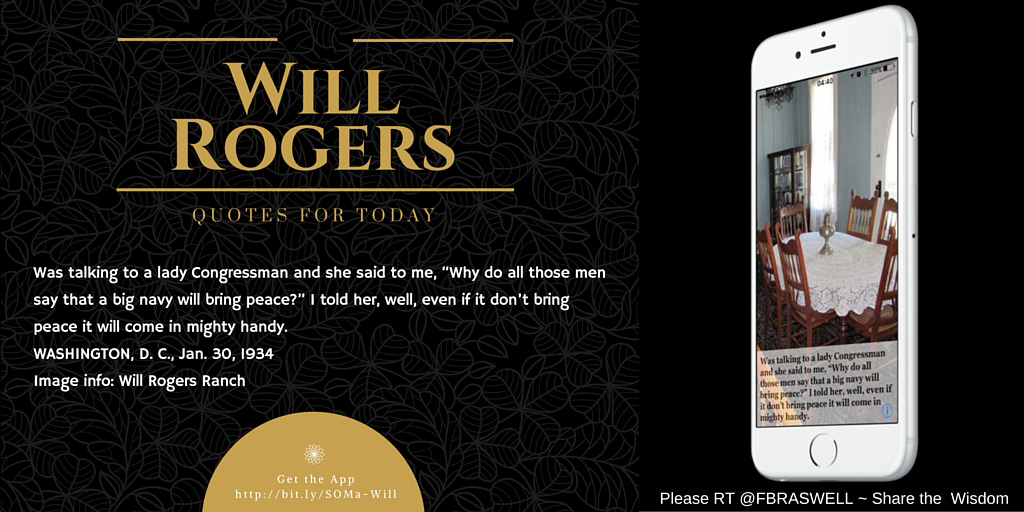 WILL
ROGERS
QUOTES FOR TODAY
Was talking to a lady Congressman and she said to me, “Why do all those men
say that a big navy will bring peace?” I told her, well, even if it don’t bring
peace it will come in mighty handy.
WASHINGTON, D. C., Jan. 30, 1934
Image info: Will Rogers Ranch
Get the App
http://bit.ly/SOMa-Will
04:40
36%
Was talking to a lady Congressman
and she said to me, “Why do all
those men say that a big navy will
bring peace?” I told her, well, even if
it don’t bring peace it will come in
mighty handy.
Please RT @FBRASWELL ~ Share the  Wisdom